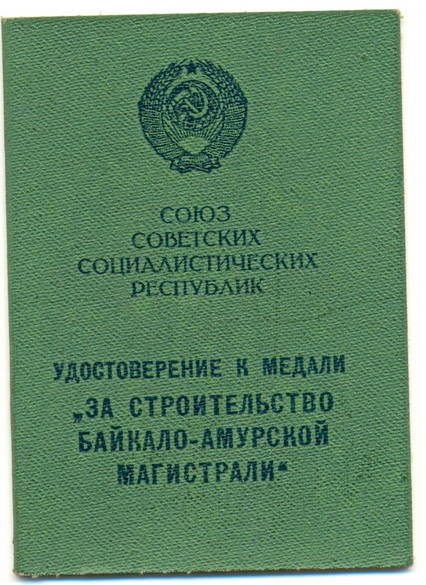 СОЮЗ
СОВЕТСКИХ
СОЦИАЛИСТИЧЕСКИХ
РЕСПУБЛИК
УДОСТОВЕРЕНИЕ К МЕДАЛИ
„ЗА СТРОИТЕЛЬСТВО
БАЙКАЛО-АМУРСКОЙ
МАГИСТРАЛИ“